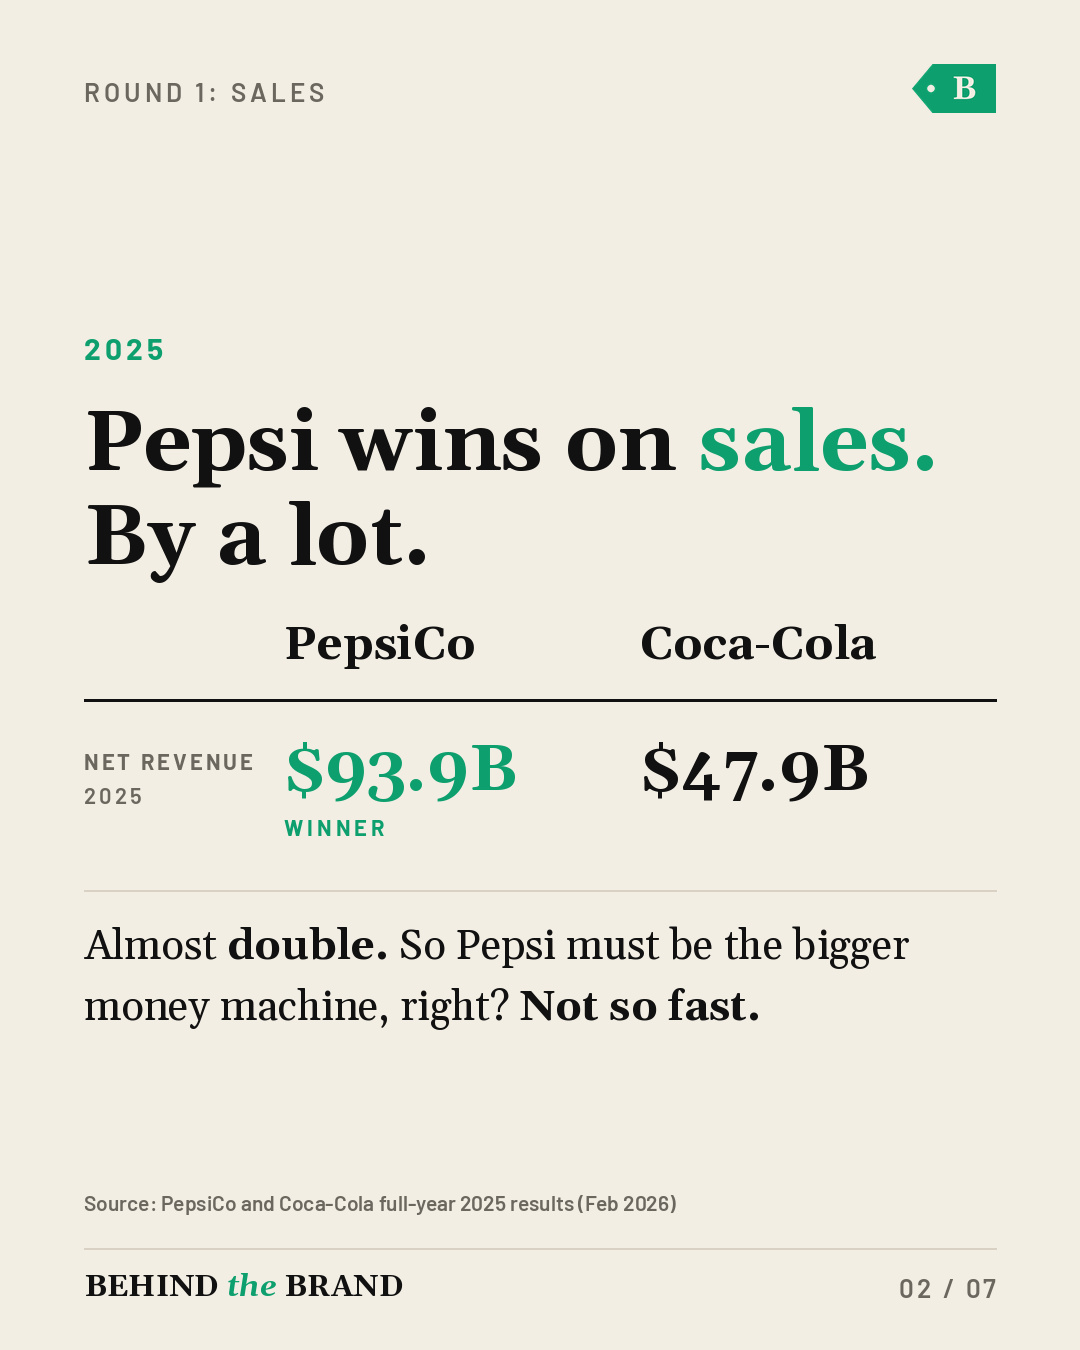 ROUND 1: SALES
B
2025
Pepsi wins on sales.
By a lot.
PepsiCo Coca-Cola
NET REVENUE
2025
$93.9B $47.9B
WINNER
Almost double. So Pepsi must be the bigger
money machine, right? Not so fast.
Source: PepsiCo and Coca-Cola full-year 2025 results (Feb 2026)
BEHIND the BRAND
02 / 07